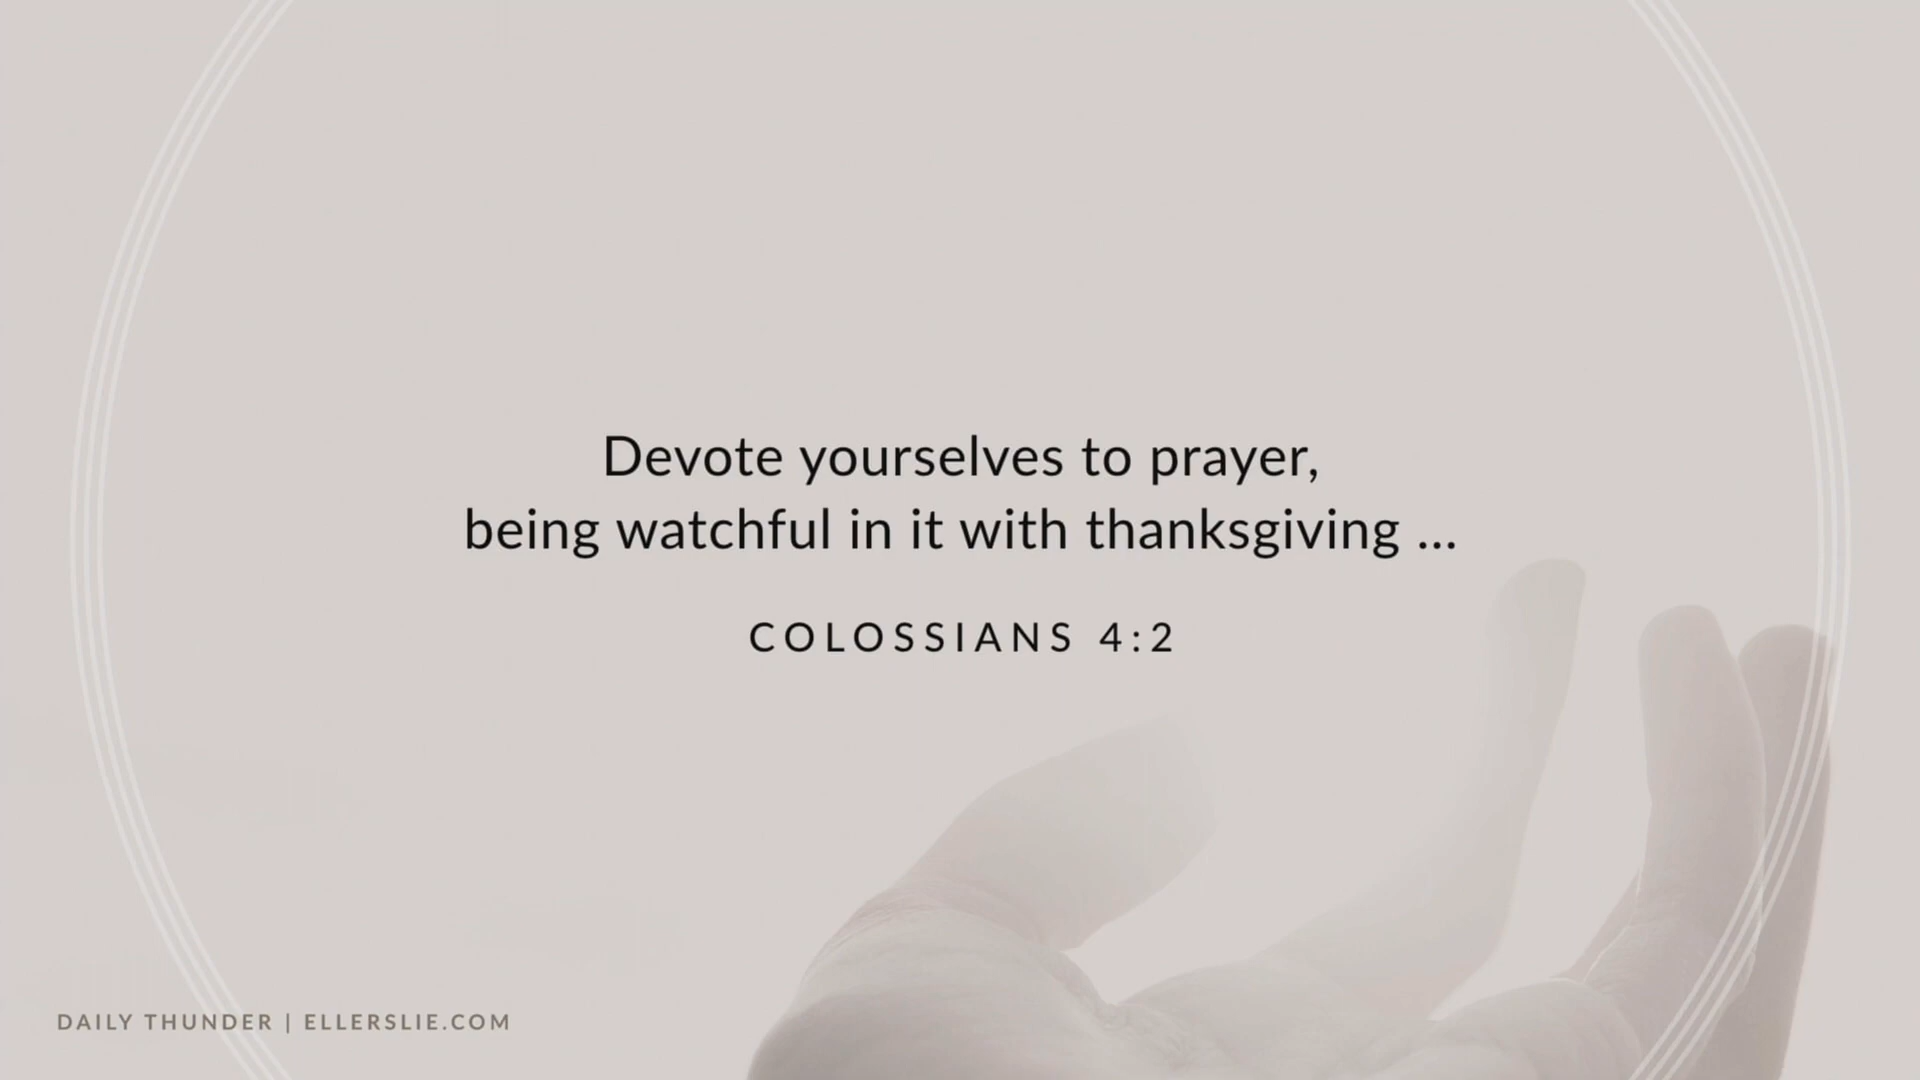 Devote yourselves to prayer,
being watchful in it with thanksgiving ...
COLOSSIANS 4:2
DAILY THUNDER | ELLERSLIE.COM